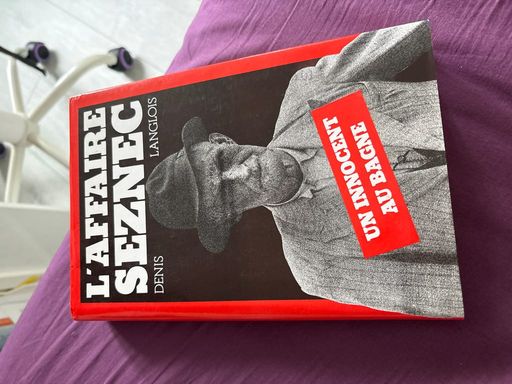 L'AFFAIRE
SEZNEC
DENIS LANGLOIS
UN INNOCENT
AU BAGNE